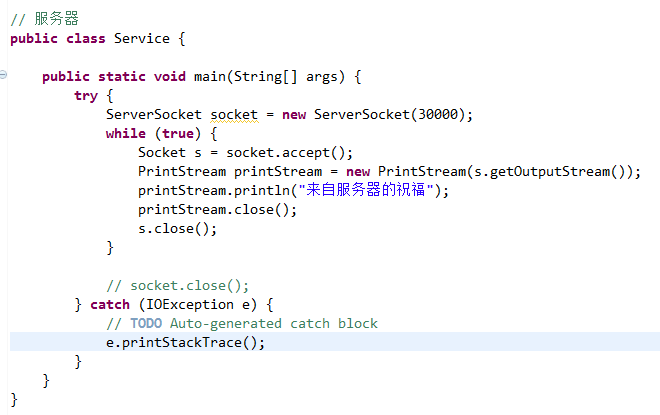 // 服务器
public class Service {
public static void main(String[] args) {
try {
ServerSocket socket = new ServerSocket(30000);
while (true) {
Socket s = socket.accept();
PrintStream printStream = new PrintStream(s.getOutputStream());
printStream.println("来自服务器的祝福");
printStream.close();
s.close();
}
// socket.close();
} catch (IOException e) {
// TODO Auto-generated catch block
e.printStackTrace();
}
}
}